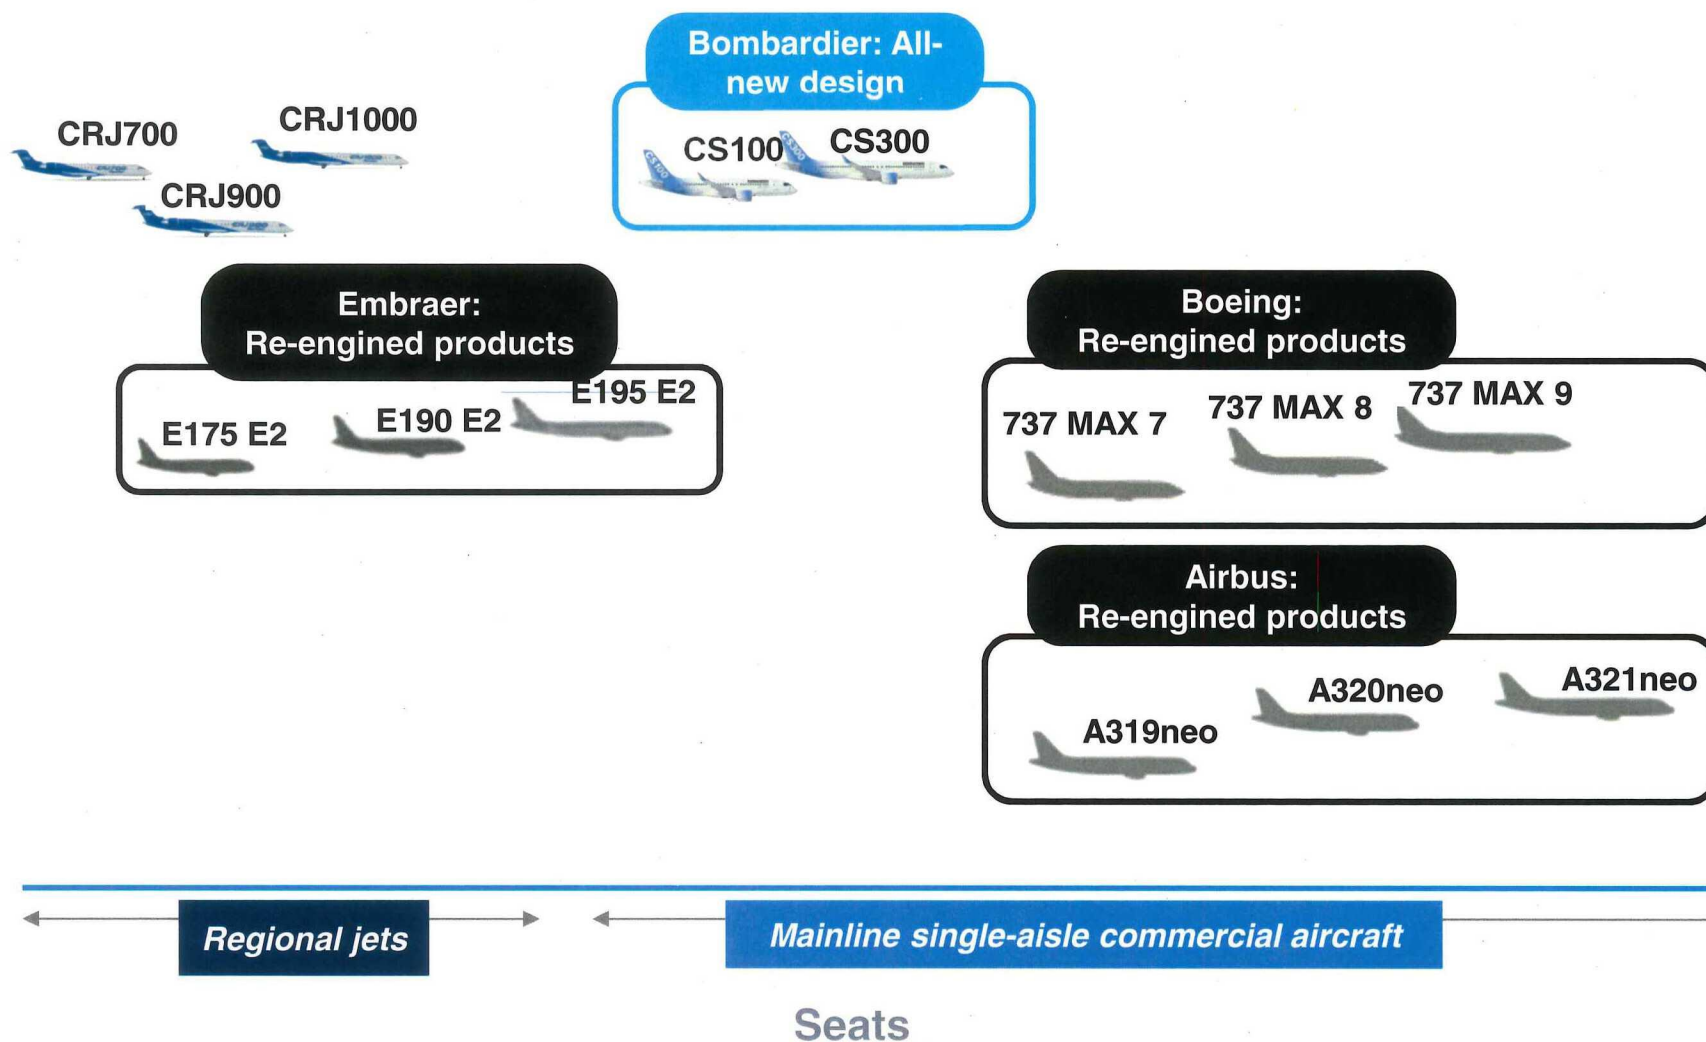 Bombardier: All-
new design
CRJ700
CRJ1000
CRJ900
CS100
CS300
CS100
CS300
Embraer:
Re-engined products
E175 E2
E190 E2
E195 E2
Boeing:
Re-engined products
737 MAX 7
737 MAX 8
737 MAX 9
Airbus:
Re-engined products
A319neo
A320neo
A321neo
Regional jets
Mainline single-aisle commercial aircraft
Seats